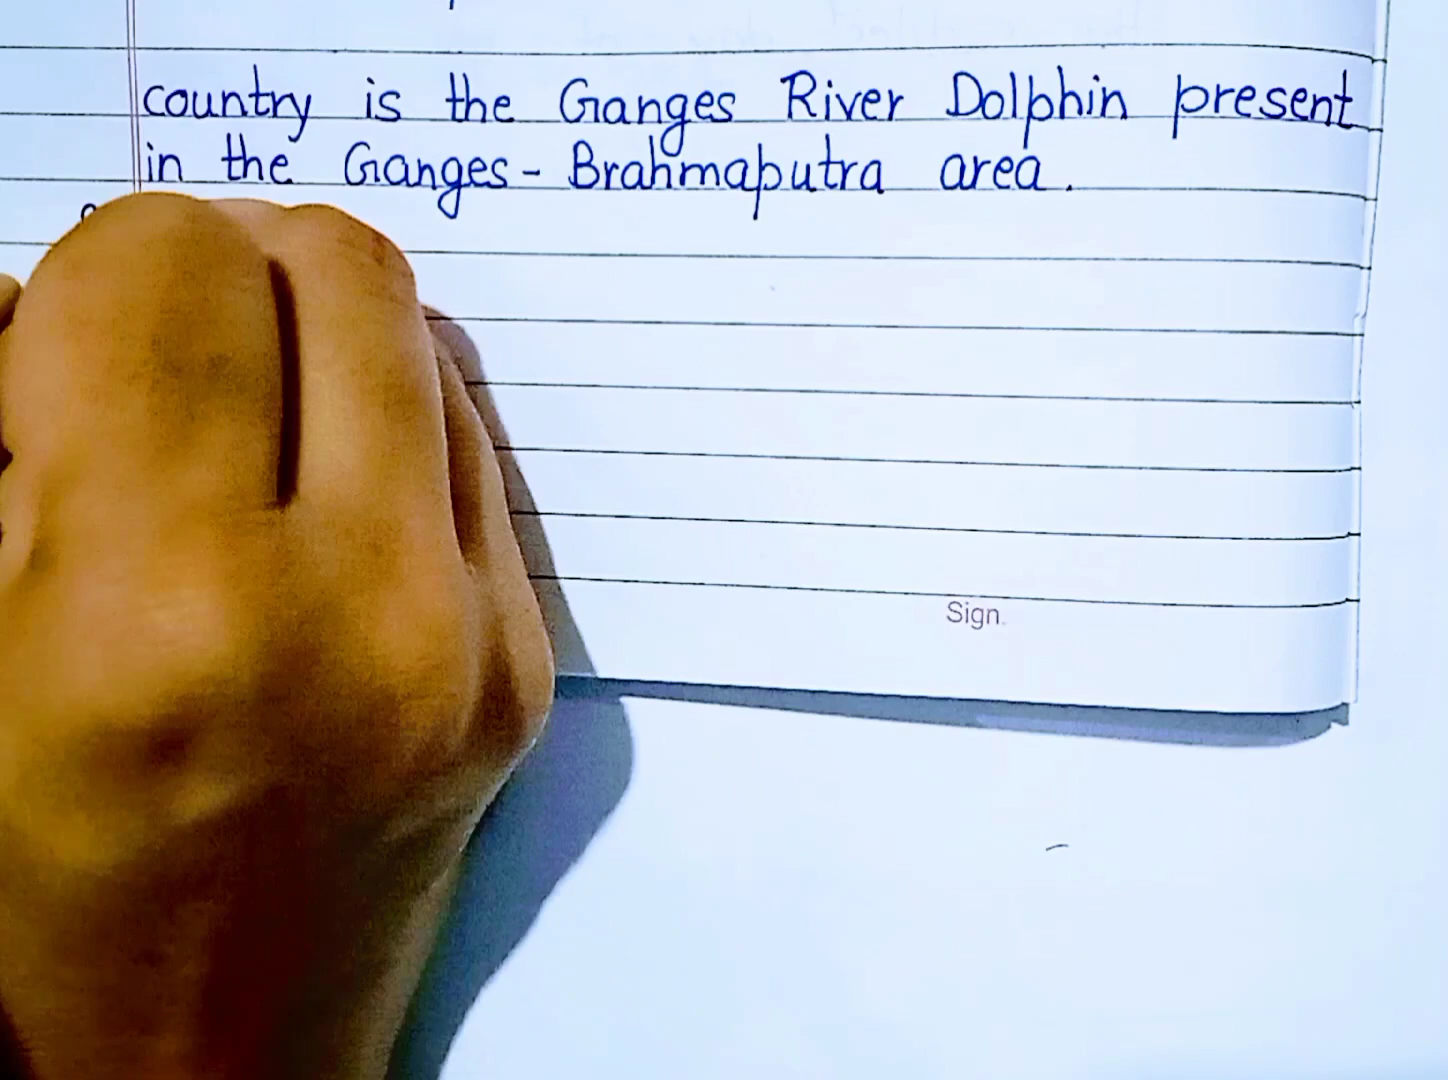 country is the Ganges River Dolphin present
in the Ganges - Brahmaputra area.
Sign.